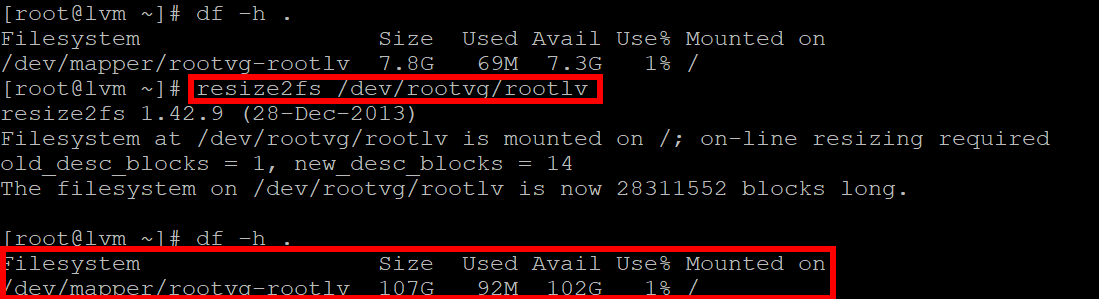 [root@lvm ~]# df -h .
Filesystem Size Used Avail Use% Mounted on
/dev/mapper/rootvg-rootlv 7.8G 69M 7.3G 1% /
[root@lvm ~]# resize2fs /dev/rootvg/rootlv
resize2fs 1.42.9 (28-Dec-2013)
Filesystem at /dev/rootvg/rootlv is mounted on /; on-line resizing required
old_desc_blocks = 1, new_desc_blocks = 14
The filesystem on /dev/rootvg/rootlv is now 28311552 blocks long.
[root@lvm ~]# df -h .
Filesystem Size Used Avail Use% Mounted on
/dev/mapper/rootvg-rootlv 107G 92M 102G 1% /